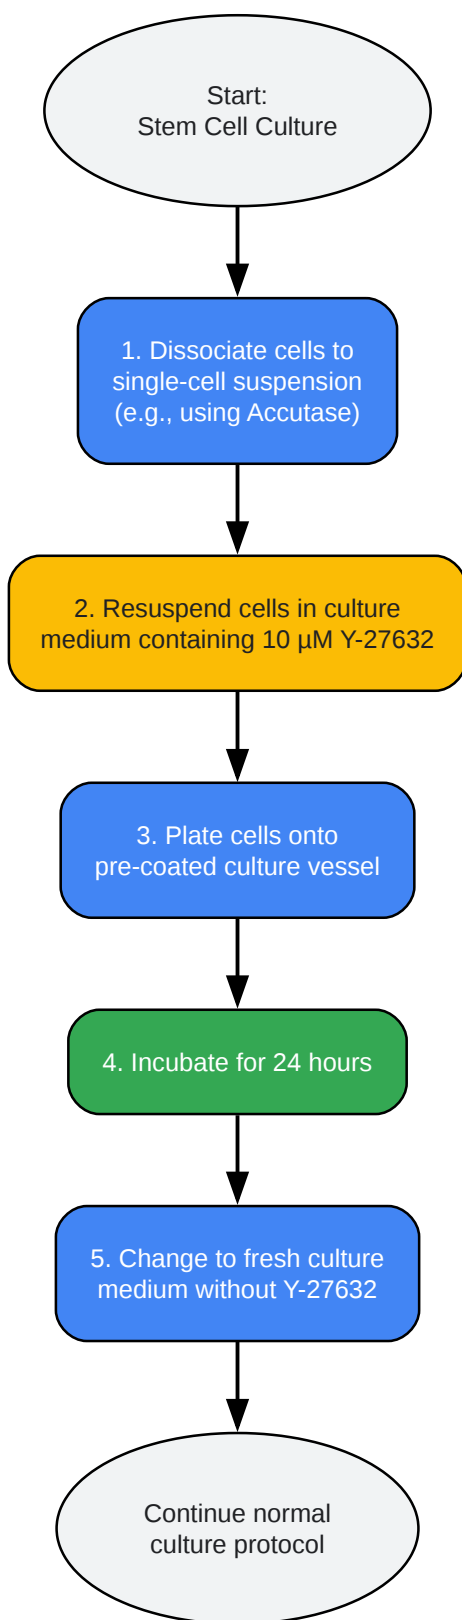 Start:
Stem Cell Culture
1. Dissociate cells to
single-cell suspension
(e.g., using Accutase)
2. Resuspend cells in culture
medium containing 10 µM Y-27632
3. Plate cells onto
pre-coated culture vessel
4. Incubate for 24 hours
5. Change to fresh culture
medium without Y-27632
Continue normal
culture protocol